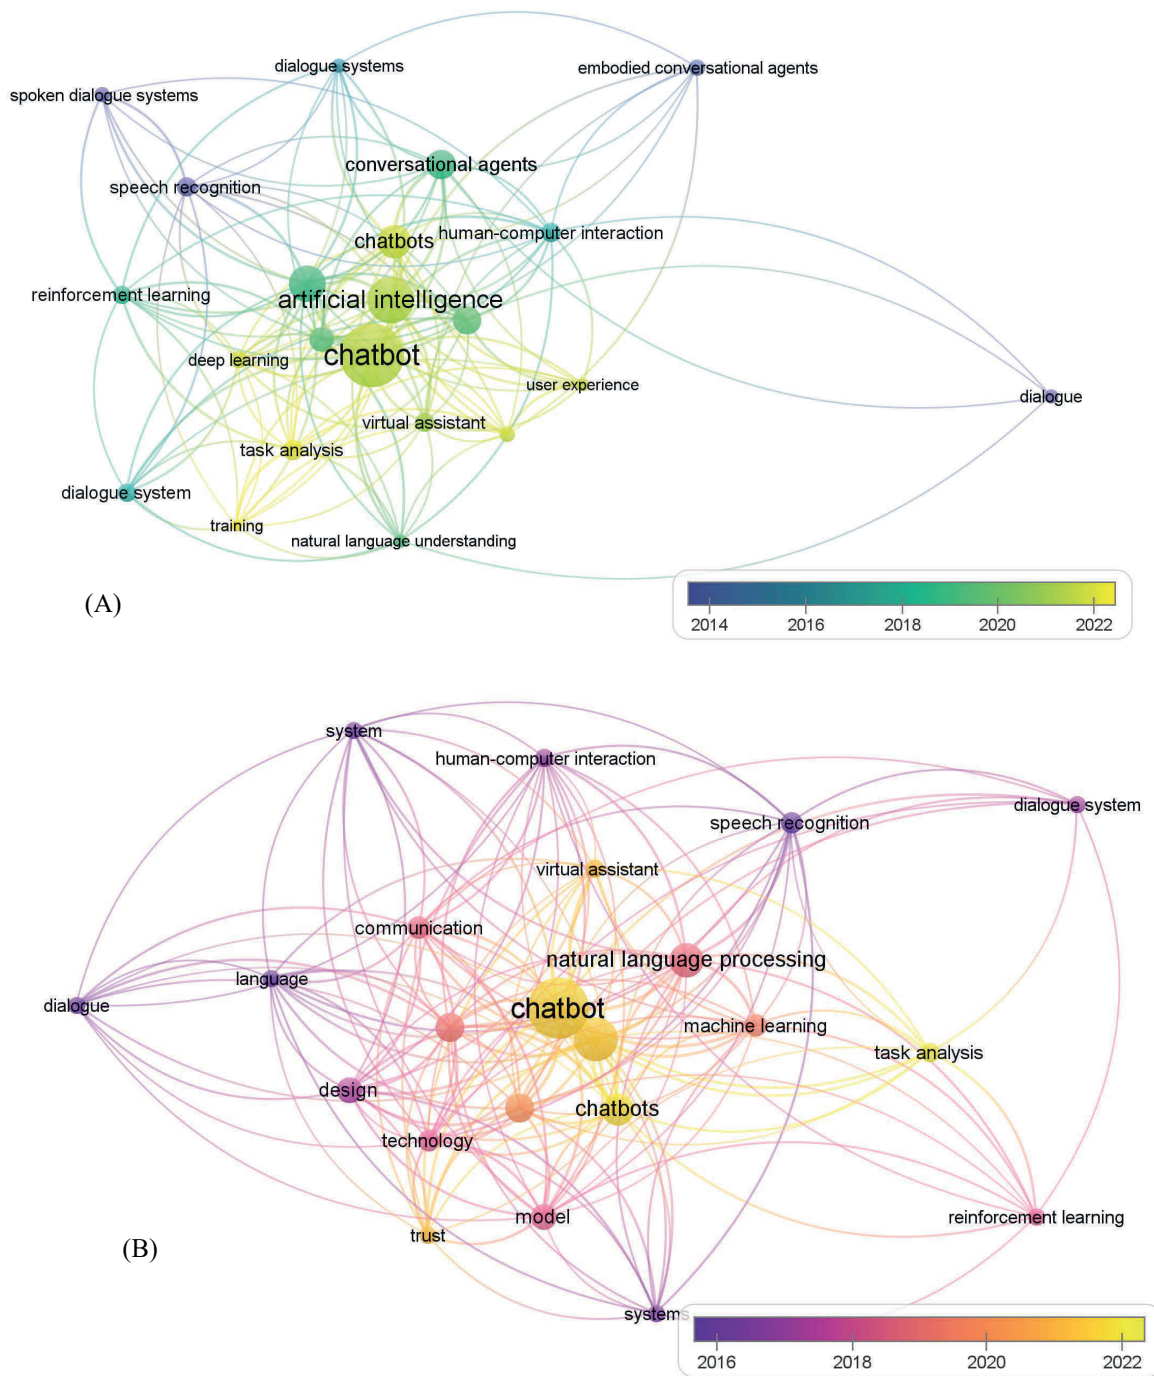 dialogue systems
embodied conversational agents
spoken dialogue systems
conversational agents
speech recognition
human-computer interaction
chatbots
reinforcement learning
artificial intelligence
chatbot
deep learning
user experience
dialogue
virtual assistant
task analysis
dialogue system
training
natural language understanding
(A)
2014 2016 2018 2020 2022
system
human-computer interaction
dialogue system
speech recognition
virtual assistant
communication
natural language processing
language
dialogue
chatbot
machine learning
task analysis
design
chatbots
technology
model
reinforcement learning
trust
(B)
systems
2016 2018 2020 2022